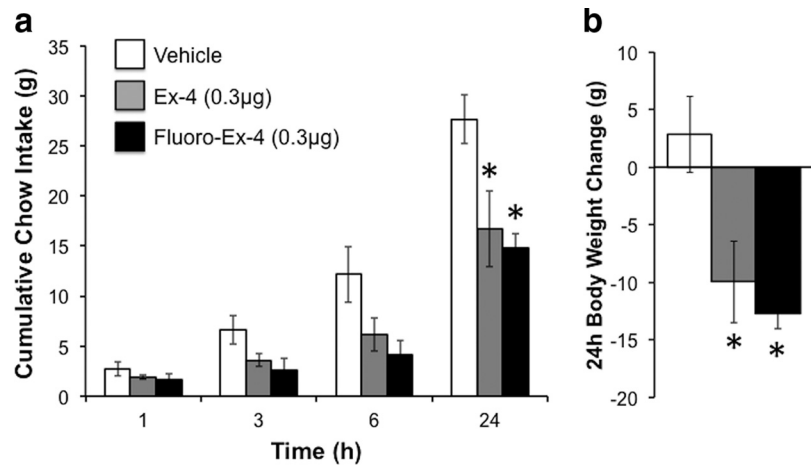 a
Cumulative Chow Intake (g)
35
30
25
20
15
10
5
0
Vehicle
Ex-4 (0.3µg)
Fluoro-Ex-4 (0.3µg)
*
*
1
3
6
24
Time (h)
b
24h Body Weight Change (g)
10
5
0
-5
-10
-15
-20
*
*